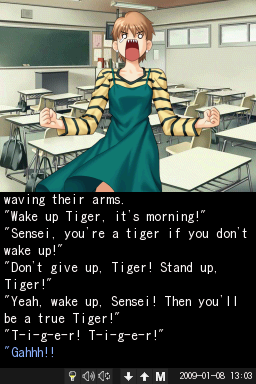 waving their arms.
"Wake up Tiger, it's morning!"
"Sensei, you're a tiger if you don't
wake up!"
"Don't give up, Tiger! Stand up,
Tiger!"
"Yeah, wake up, Sensei! Then you'll
be a true Tiger!"
"T-i-g-e-r! T-i-g-e-r!"
"Gahhh!!
M 2009-01-08 13:03